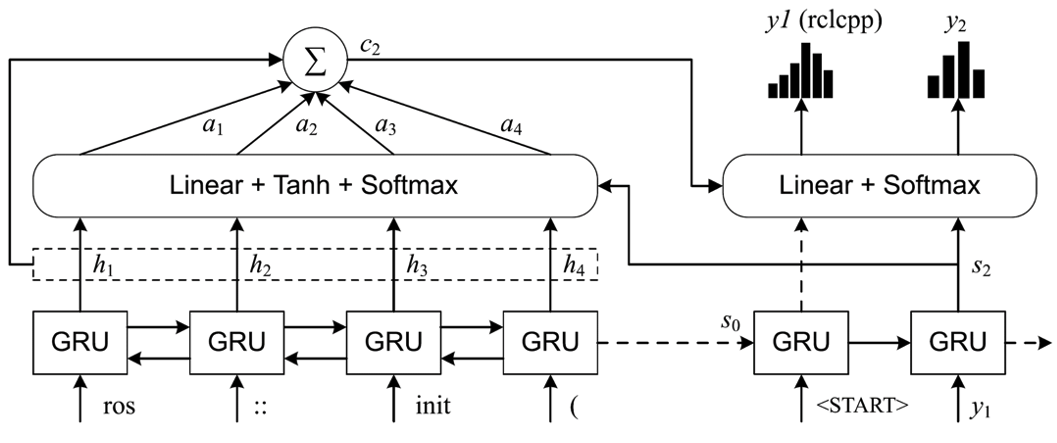 y1 (rclcpp) y₂
Σ c₂
a₁ a₂ a₃ a₄
Linear + Tanh + Softmax Linear + Softmax
h₁ h₂ h₃ h₄ s₂
s₀
GRU GRU GRU GRU GRU GRU
ros :: init ( <START> y₁